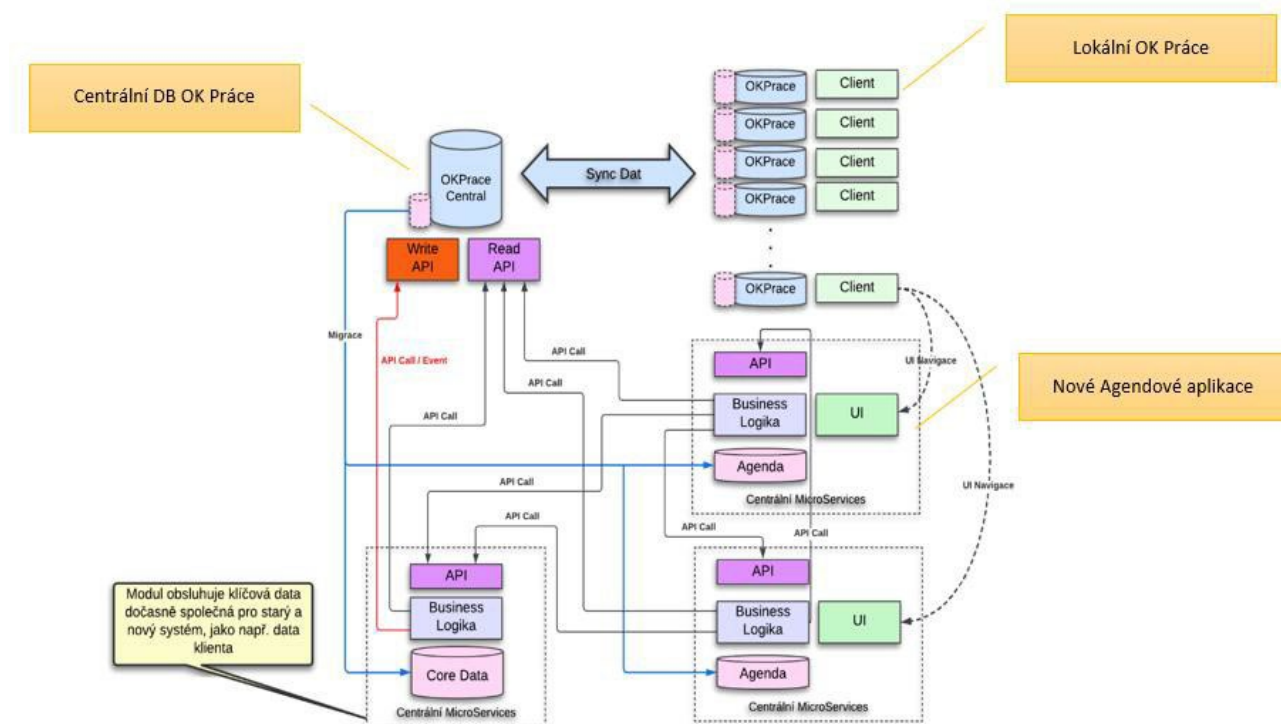 Lokální OK Práce
Centrální DB OK Práce
OKPrace
Client
OKPrace
Client
OKPrace
Client
OKPrace
Client
OKPrace
Central
Sync Dat
Write
API
Read
API
.
.
.
OKPrace
Client
Migrace
API Call / Event
API Call
API Call
API Call
API
UI Navigace
Nové Agendové aplikace
Business
Logika
UI
Agenda
UI Navigace
API Call
Centrální MicroServices
API Call
API Call
API Call
API
Business
Logika
Core Data
Centrální MicroServices
API
Business
Logika
UI
Agenda
Centrální MicroServices
Modul obsluhuje klíčová data
dočasně společná pro starý a
nový systém, jako např. data
klienta